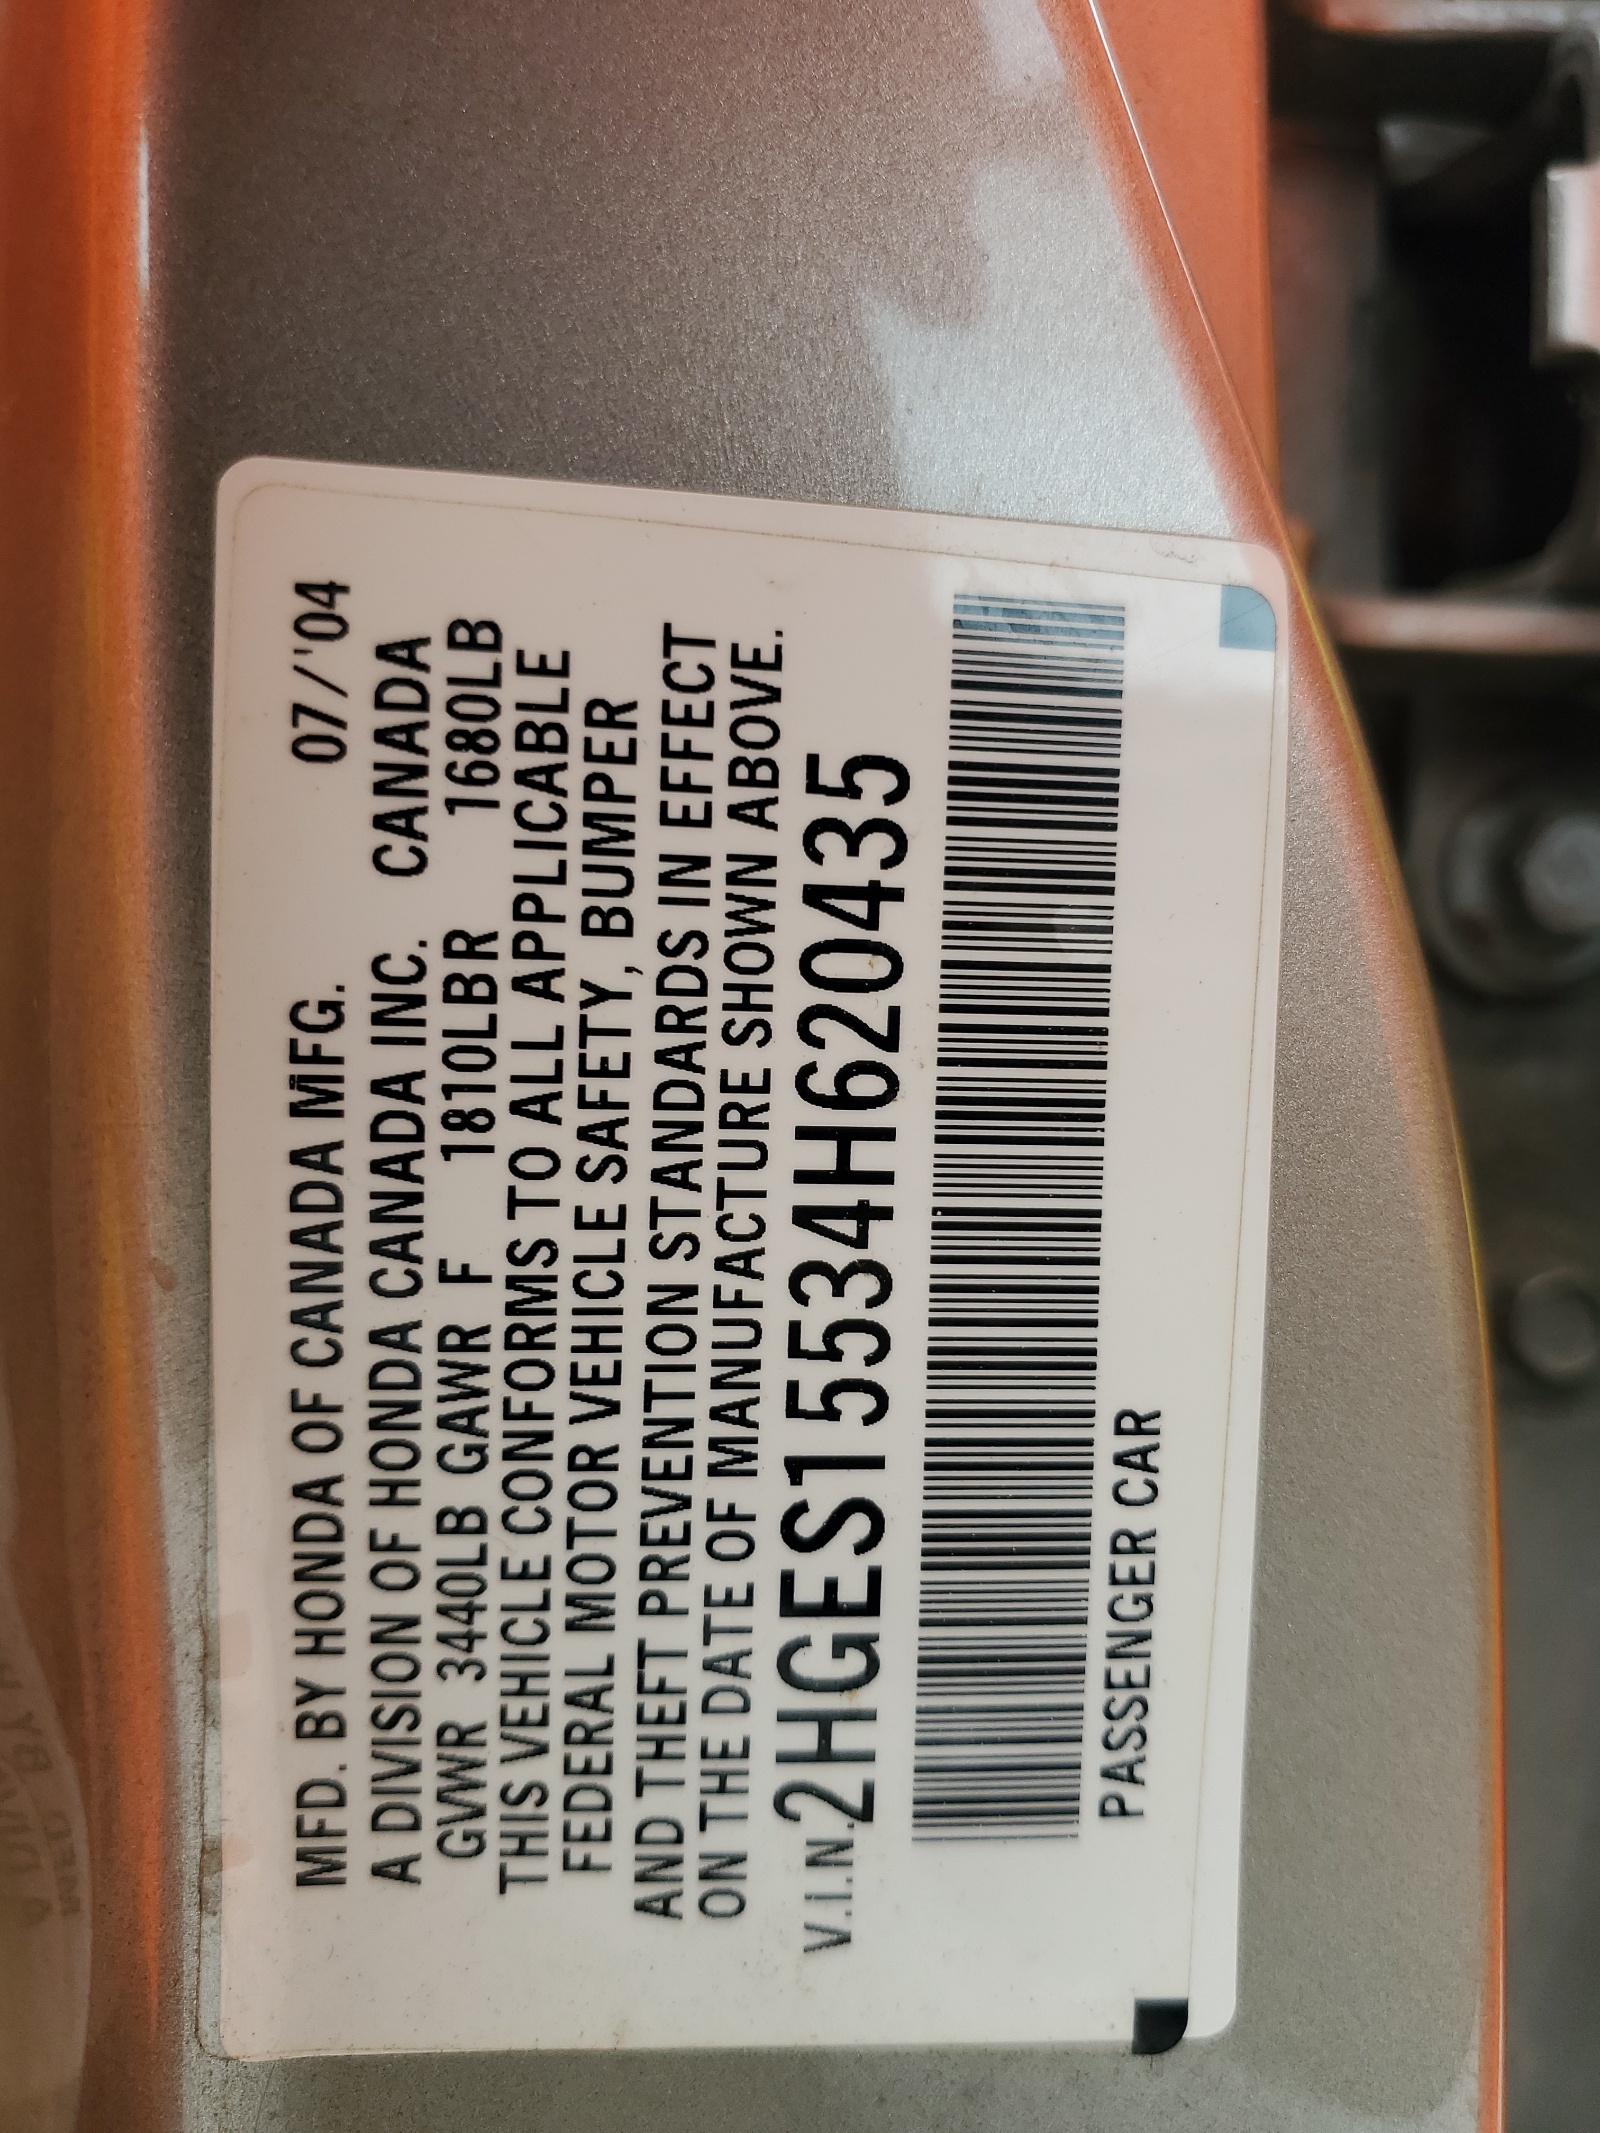 MFD. BY HONDA OF CANADA MFG. 07/'04
A DIVISION OF HONDA CANADA INC. CANADA
GVWR 3440LB GAWR F 1810LBR 1680LB
THIS VEHICLE CONFORMS TO ALL APPLICABLE
FEDERAL MOTOR VEHICLE SAFETY, BUMPER
AND THEFT PREVENTION STANDARDS IN EFFECT
ON THE DATE OF MANUFACTURE SHOWN ABOVE.
V.I.N. 2HGES15534H620435
PASSENGER CAR